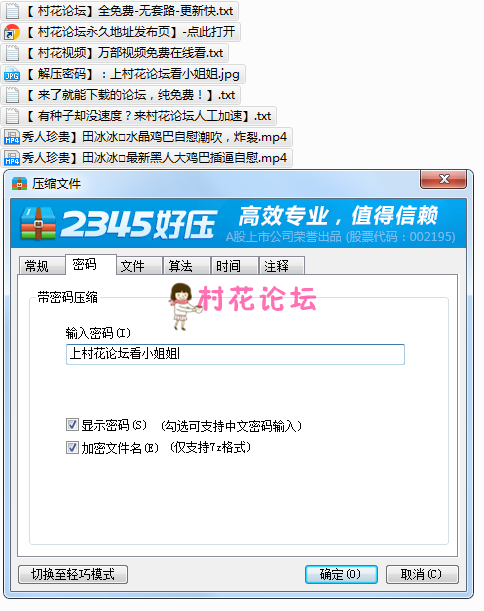 【 村花论坛】全免费-无套路-更新快.txt
【 村花论坛永久地址发布页】-点此打开
【 村花视频】万部视频免费在线看.txt
【 解压密码】:上村花论坛看小姐姐.jpg
【 来了就能下载的论坛，纯免费！】.txt
【 有种子却没速度？来村花论坛人工加速】.txt
秀人珍贵】田冰冰□水晶鸡巴自慰潮吹，炸裂.mp4
秀人珍贵】田冰冰□最新黑人大鸡巴插逼自慰.mp4
压缩文件
2345好压
高效专业，值得信赖
A股上市公司荣誉出品 (股票代码：002195)
常规 密码 文件 算法 时间 注释
带密码压缩
村花论坛
输入密码(I)
上村花论坛看小姐姐
显示密码(S) (勾选可支持中文密码输入)
加密文件名(E) (仅支持7z格式)
切换至轻巧模式 确定(O) 取消(C)